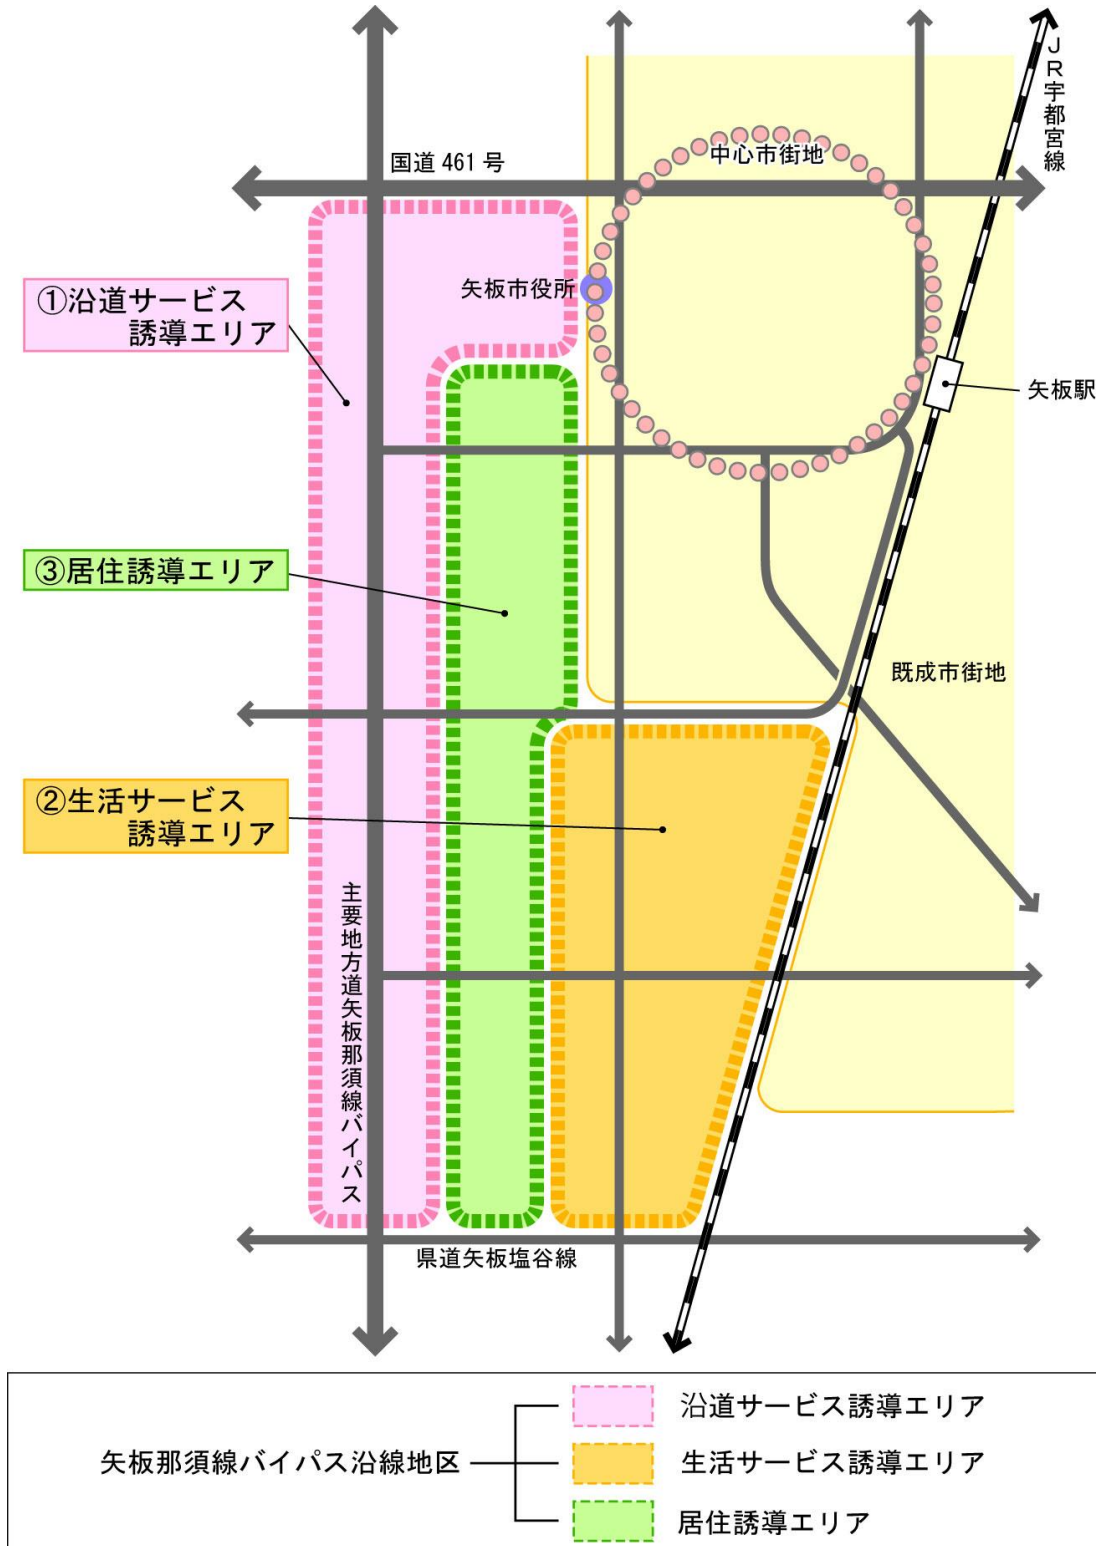 JR宇都宮線
国道461号
中心市街地
矢板市役所
①沿道サービス
誘導エリア
矢板駅
③居住誘導エリア
既成市街地
②生活サービス
誘導エリア
主要地方道矢板那須線バイパス
県道矢板塩谷線
矢板那須線バイパス沿線地区
沿道サービス誘導エリア
生活サービス誘導エリア
居住誘導エリア